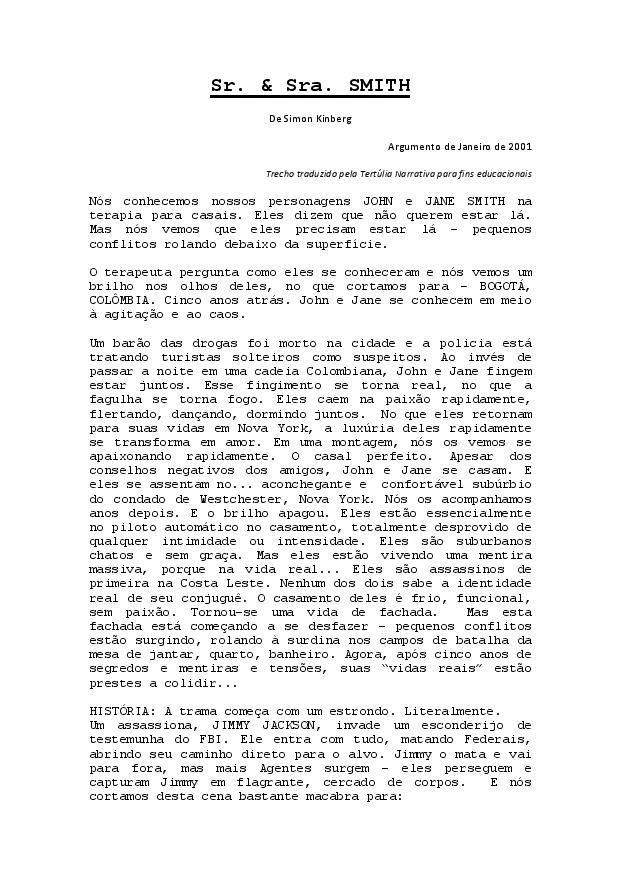 Sr. & Sra. SMITH
De Simon Kinberg
Argumento de Janeiro de 2001
Trecho traduzido pela Tertúlia Narrativa para fins educacionais
Nós conhecemos nossos personagens JOHN e JANE SMITH na
terapia para casais. Eles dizem que não querem estar lá.
Mas nós vemos que eles precisam estar lá – pequenos
conflitos rolando debaixo da superfície.
O terapeuta pergunta como eles se conheceram e nós vemos um
brilho nos olhos deles, no que cortamos para – BOGOTÁ,
COLÔMBIA. Cinco anos atrás. John e Jane se conhecem em meio
à agitação e ao caos.
Um barão das drogas foi morto na cidade e a policia está
tratando turistas solteiros como suspeitos. Ao invés de
passar a noite em uma cadeia Colombiana, John e Jane fingem
estar juntos. Esse fingimento se torna real, no que a
fagulha se torna fogo. Eles caem na paixão rapidamente,
flertando, dançando, dormindo juntos. No que eles retornam
para suas vidas em Nova York, a luxúria deles rapidamente
se transforma em amor. Em uma montagem, nós os vemos se
apaixonando rapidamente. O casal perfeito. Apesar dos
conselhos negativos dos amigos, John e Jane se casam. E
eles se assentam no... aconchegante e confortável subúrbio
do condado de Westchester, Nova York. Nós os acompanhamos
anos depois. E o brilho apagou. Eles estão essencialmente
no piloto automático no casamento, totalmente desprovido de
qualquer intimidade ou intensidade. Eles são suburbanos
chatos e sem graça. Mas eles estão vivendo uma mentira
massiva, porque na vida real... Eles são assassinos de
primeira na Costa Leste. Nenhum dos dois sabe a identidade
real de seu conjuguê. O casamento deles é frio, funcional,
sem paixão. Tornou-se uma vida de fachada. Mas esta
fachada está começando a se desfazer – pequenos conflitos
estão surgindo, rolando à surdina nos campos de batalha da
mesa de jantar, quarto, banheiro. Agora, após cinco anos de
segredos e mentiras e tensões, suas “vidas reais” estão
prestes a colidir...
HISTÓRIA: A trama começa com um estrondo. Literalmente.
Um assassiona, JIMMY JACKSON, invade um esconderijo de
testemunha do FBI. Ele entra com tudo, matando Federais,
abrindo seu caminho direto para o alvo. Jimmy o mata e vai
para fora, mas mais Agentes surgem – eles perseguem e
capturam Jimmy em flagrante, cercado de corpos. E nós
cortamos desta cena bastante macabra para: